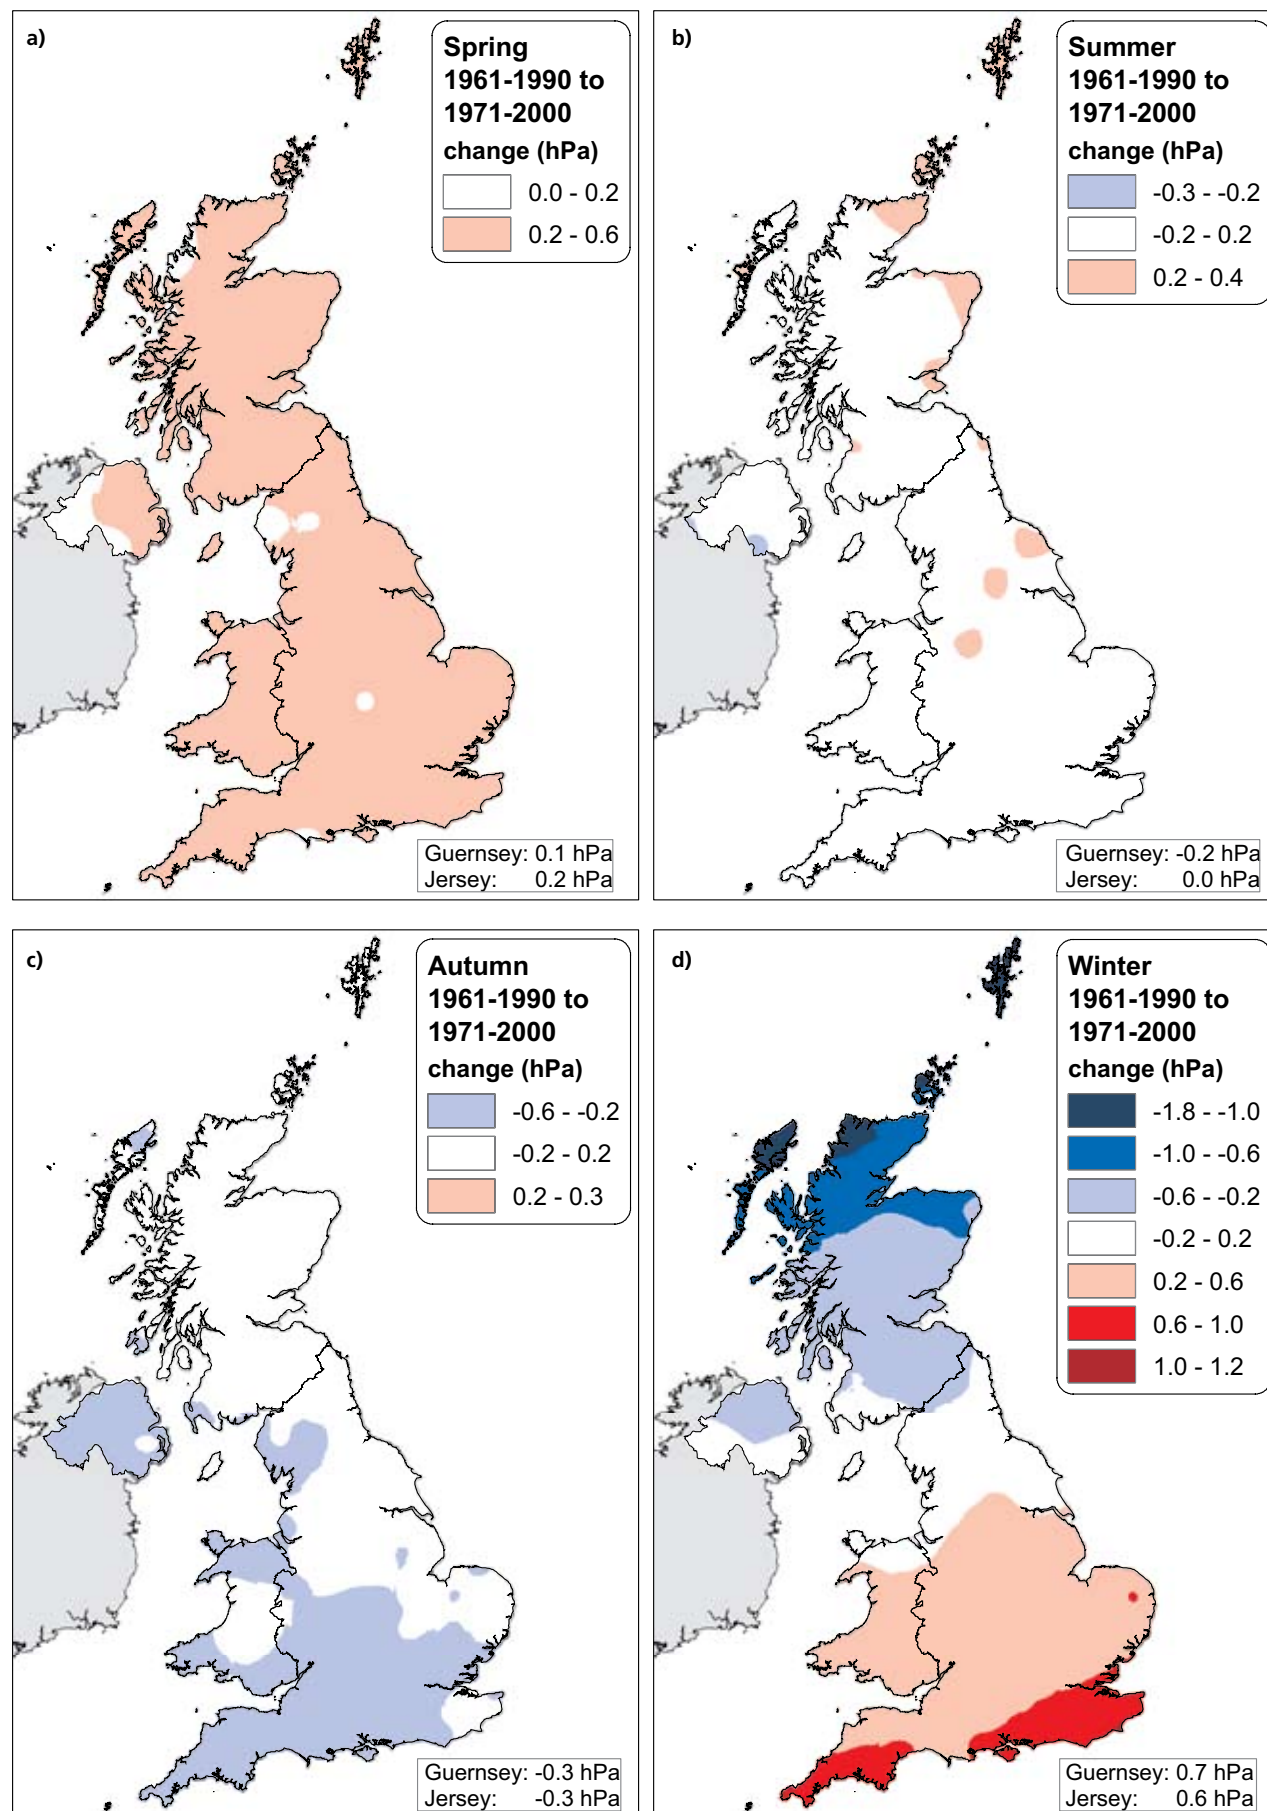 a)
Spring
1961-1990 to
1971-2000
change (hPa)
0.0 - 0.2
0.2 - 0.6
Guernsey: 0.1 hPa
Jersey: 0.2 hPa
b)
Summer
1961-1990 to
1971-2000
change (hPa)
-0.3 - -0.2
-0.2 - 0.2
0.2 - 0.4
Guernsey: -0.2 hPa
Jersey: 0.0 hPa
c)
Autumn
1961-1990 to
1971-2000
change (hPa)
-0.6 - -0.2
-0.2 - 0.2
0.2 - 0.3
Guernsey: -0.3 hPa
Jersey: -0.3 hPa
d)
Winter
1961-1990 to
1971-2000
change (hPa)
-1.8 - -1.0
-1.0 - -0.6
-0.6 - -0.2
-0.2 - 0.2
0.2 - 0.6
0.6 - 1.0
1.0 - 1.2
Guernsey: 0.7 hPa
Jersey: 0.6 hPa